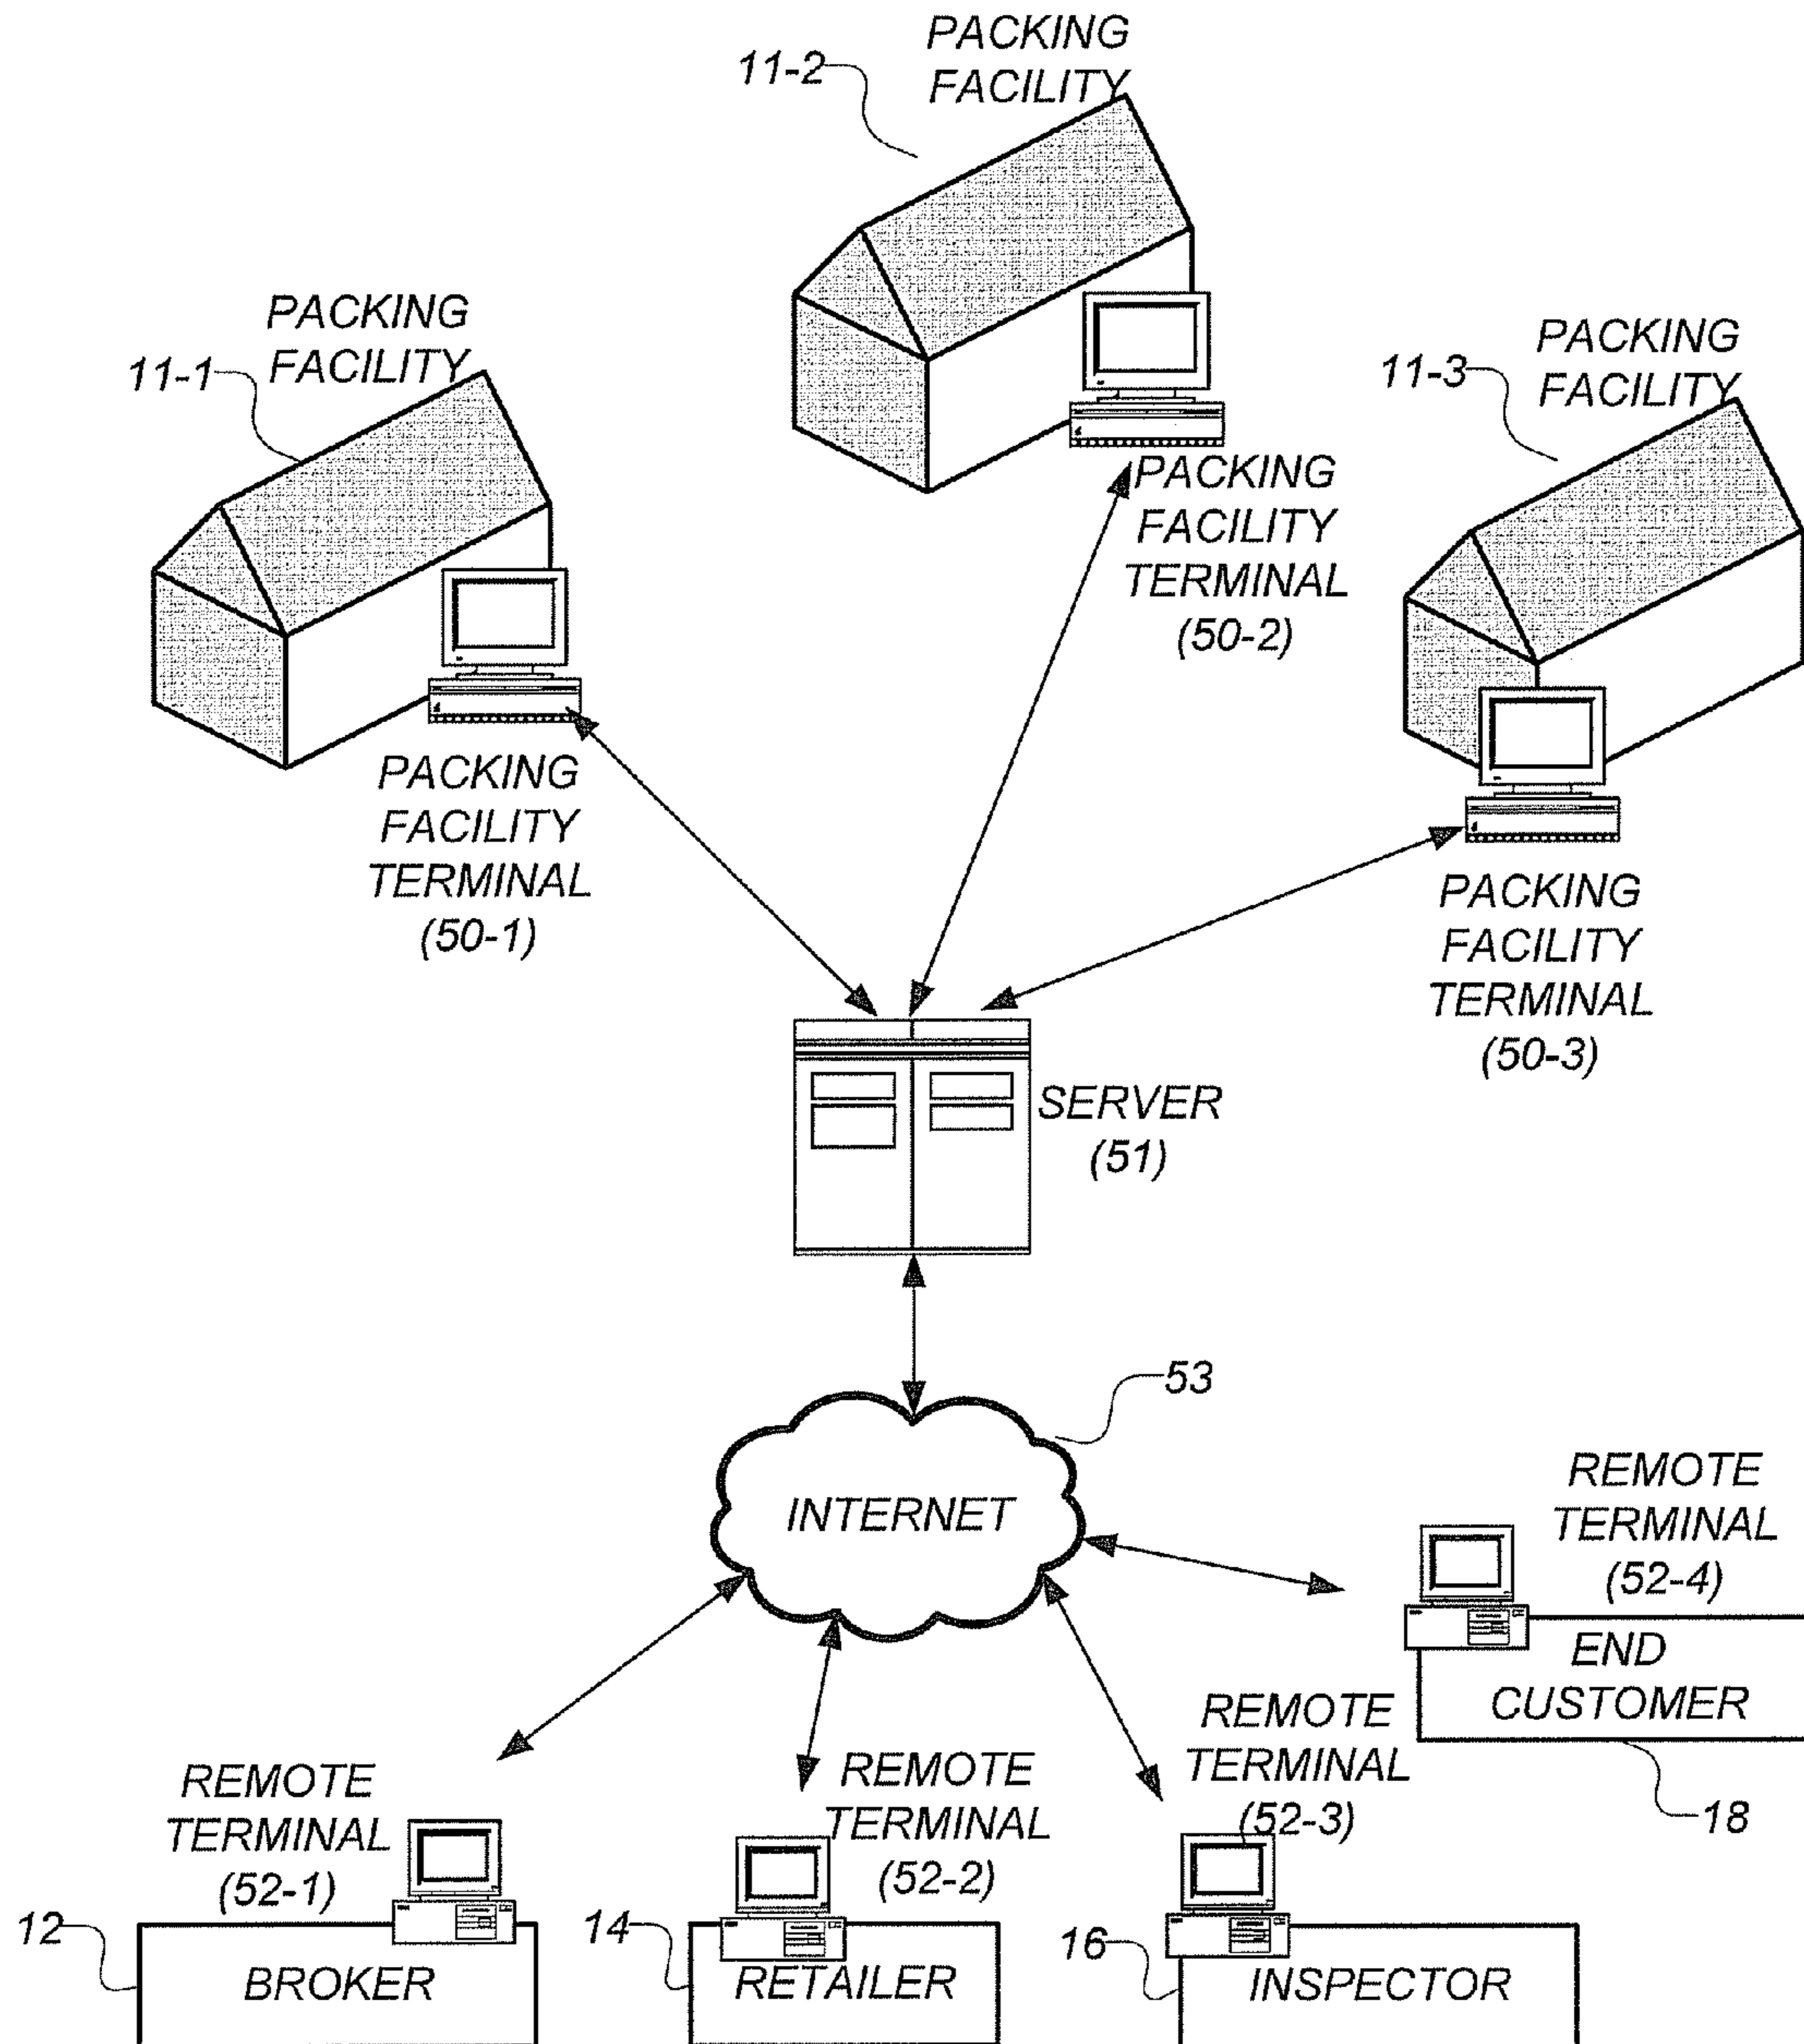 PACKING
FACILITY
11-2
PACKING
FACILITY
11-1
PACKING
FACILITY
11-3
PACKING
FACILITY
TERMINAL
(50-2)
PACKING
FACILITY
TERMINAL
(50-1)
PACKING
FACILITY
TERMINAL
(50-3)
SERVER
(51)
53
INTERNET
REMOTE
TERMINAL
(52-4)
END
CUSTOMER
18
REMOTE
TERMINAL
(52-3)
REMOTE
TERMINAL
(52-2)
REMOTE
TERMINAL
(52-1)
12
BROKER
14
RETAILER
16
INSPECTOR